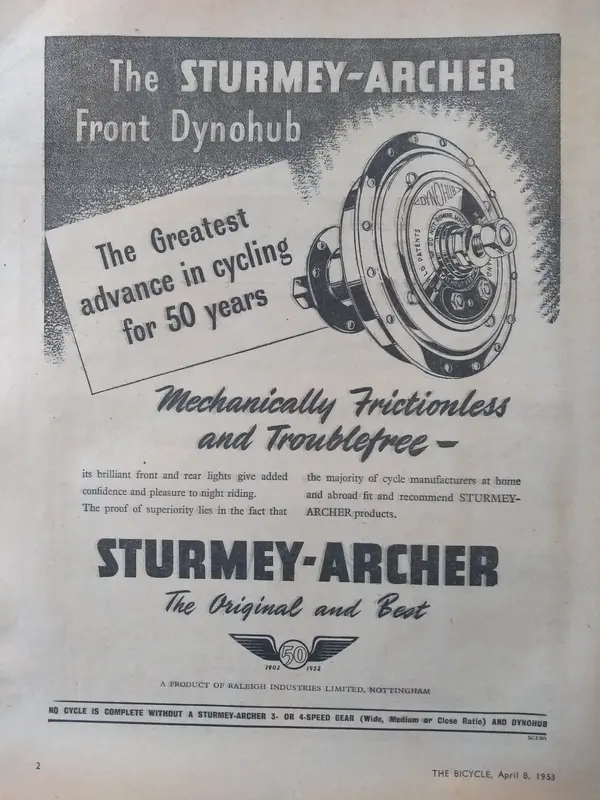 The STURMEY-ARCHER
Front Dynohub
The Greatest
advance in cycling
for 50 years
DYNOHUB
Mechanically Frictionless
and Troublefree –
its brilliant front and rear lights give added
confidence and pleasure to night riding.
The proof of superiority lies in the fact that
the majority of cycle manufacturers at home
and abroad fit and recommend STURMEY-
ARCHER products.
STURMEY-ARCHER
The Original and Best
50
1902 1952
A PRODUCT OF RALEIGH INDUSTRIES LIMITED, NOTTINGHAM
NO CYCLE IS COMPLETE WITHOUT A STURMEY-ARCHER 3- OR 4-SPEED GEAR (Wide, Medium or Close Ratio) AND DYNOHUB
2
THE BICYCLE, April 8, 1953